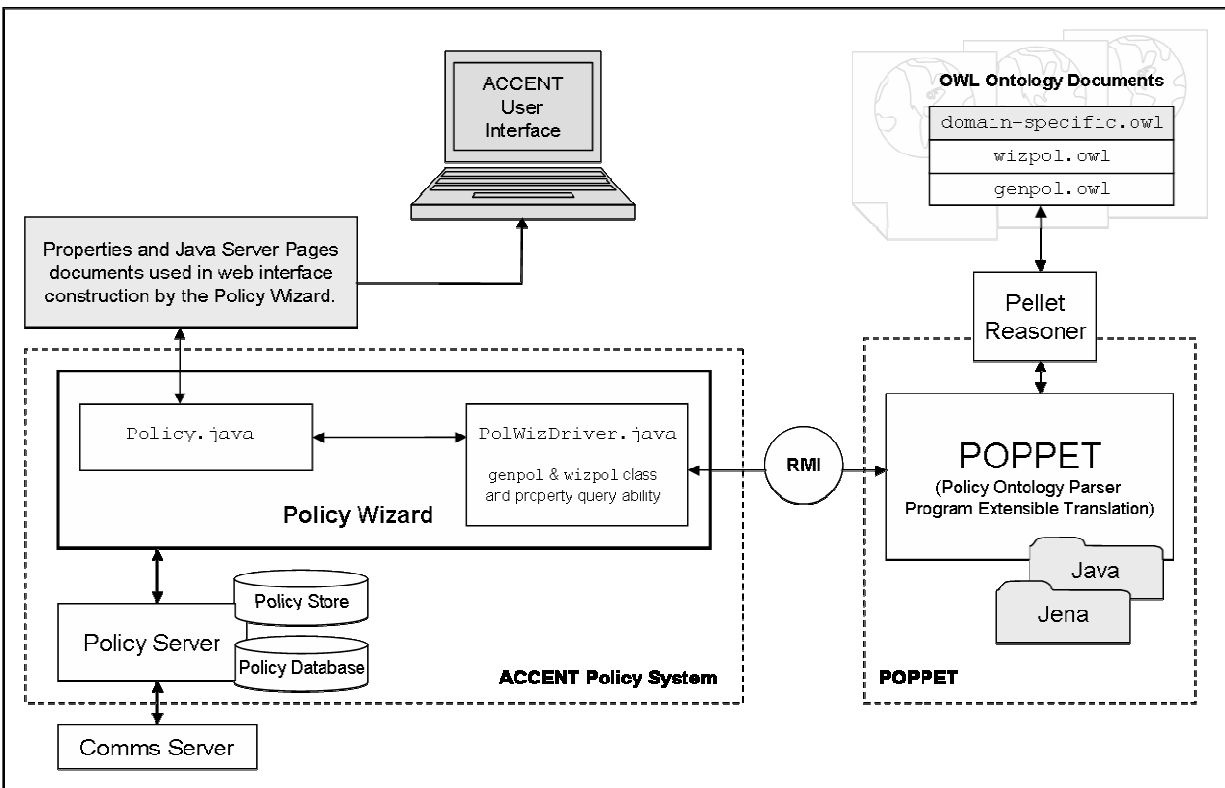 ACCENT
User
Interface
OWL Ontology Documents
domain-specific.owl
wizpol.owl
genpol.owl
Properties and Java Server Pages
documents used in web interface
construction by the Policy Wizard.
Pellet
Reasoner
Policy.java
PolWizDriver.java
genpol & wizpol class
and property query ability
Policy Wizard
RMI
POPPET
(Policy Ontology Parser
Program Extensible Translation)
Java
Jena
Policy Store
Policy Server
Policy Database
ACCENT Policy System
POPPET
Comms Server